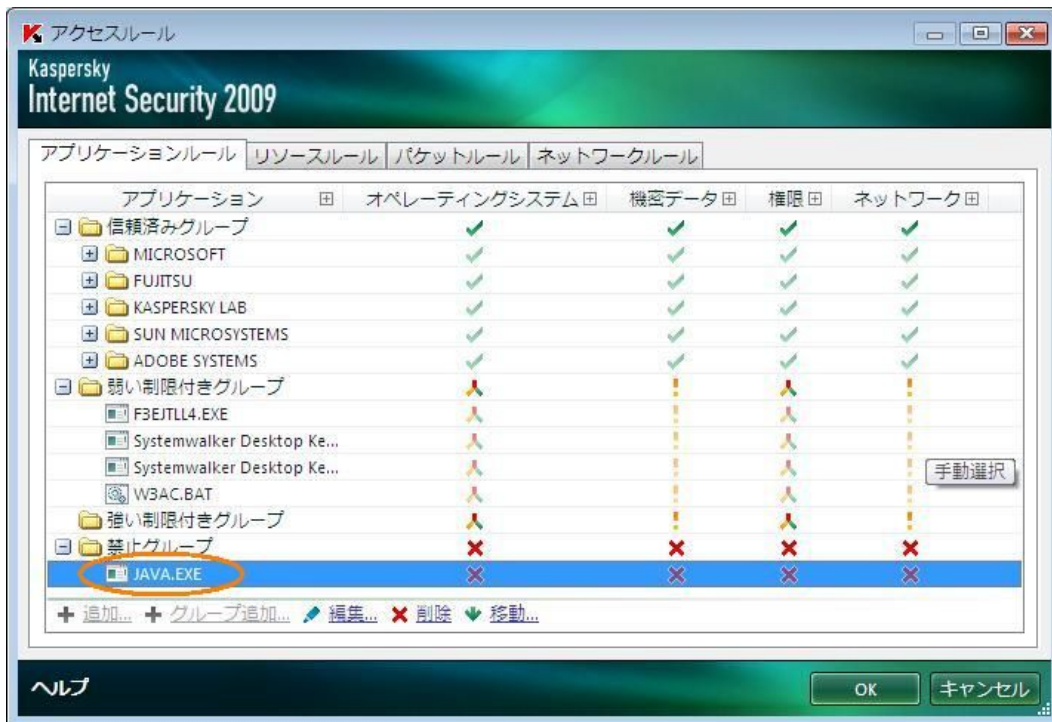 アクセスルール
Kaspersky
Internet Security 2009
アプリケーションルール リソースルール パケットルール ネットワークルール
アプリケーション オペレーティングシステム 機密データ 権限 ネットワーク
信頼済みグループ
MICROSOFT
FUJITSU
KASPERSKY LAB
SUN MICROSYSTEMS
ADOBE SYSTEMS
弱い制限付きグループ
F3EJTLL4.EXE
Systemwalker Desktop Ke...
Systemwalker Desktop Ke...
手動選択
W3AC.BAT
強い制限付きグループ
禁止グループ
JAVA.EXE
追加... グループ追加... 編集... 削除 移動...
ヘルプ OK キャンセル